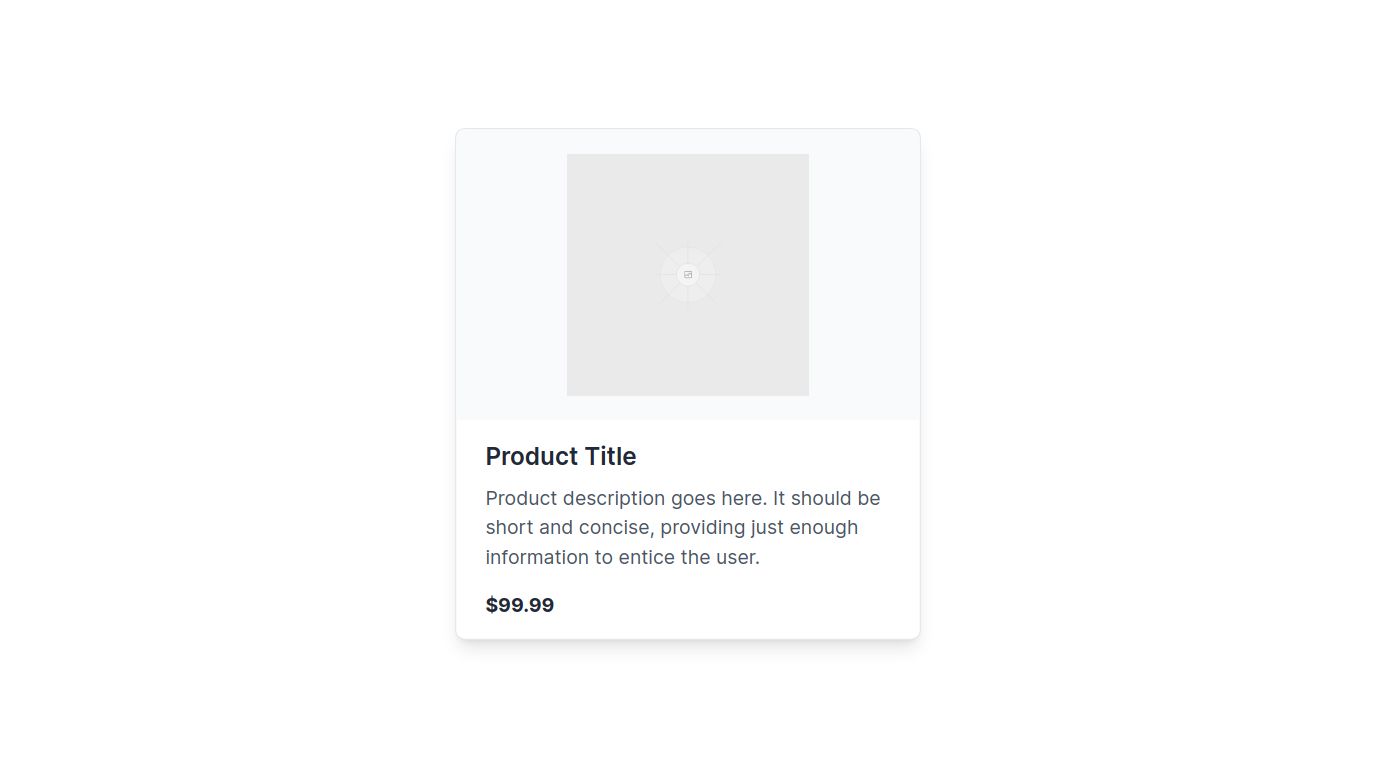 Product Title
Product description goes here. It should be
short and concise, providing just enough
information to entice the user.
$99.99